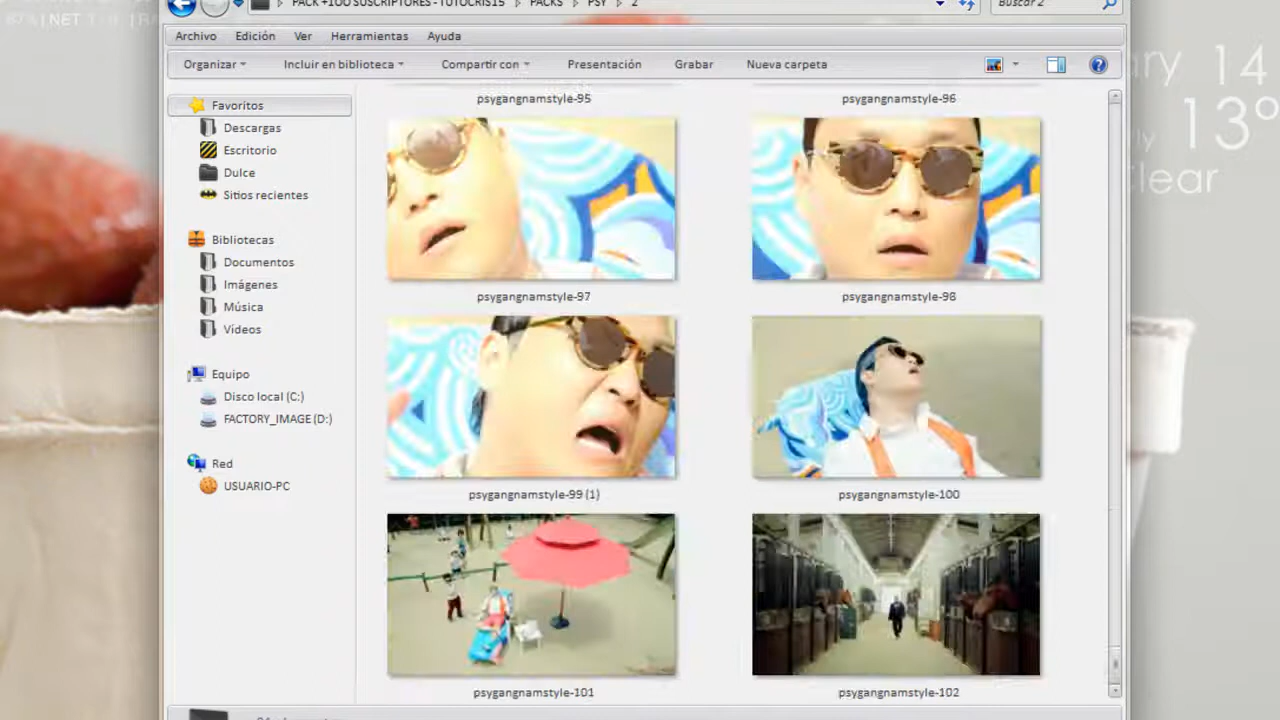 PACK +100 SUSCRIPTORES - TUTOCRIS15 PACKS PSY 2
Buscar 2
Archivo Edición Ver Herramientas Ayuda
Organizar Incluir en biblioteca Compartir con Presentación Grabar Nueva carpeta
Favoritos
Descargas
Escritorio
Dulce
Sitios recientes
Bibliotecas
Documentos
Imágenes
Música
Vídeos
Equipo
Disco local (C:)
FACTORY_IMAGE (D:)
Red
USUARIO-PC
psygangnamstyle-95
psygangnamstyle-96
psygangnamstyle-97
psygangnamstyle-98
psygangnamstyle-99 (1)
psygangnamstyle-100
psygangnamstyle-101
psygangnamstyle-102
14
13°